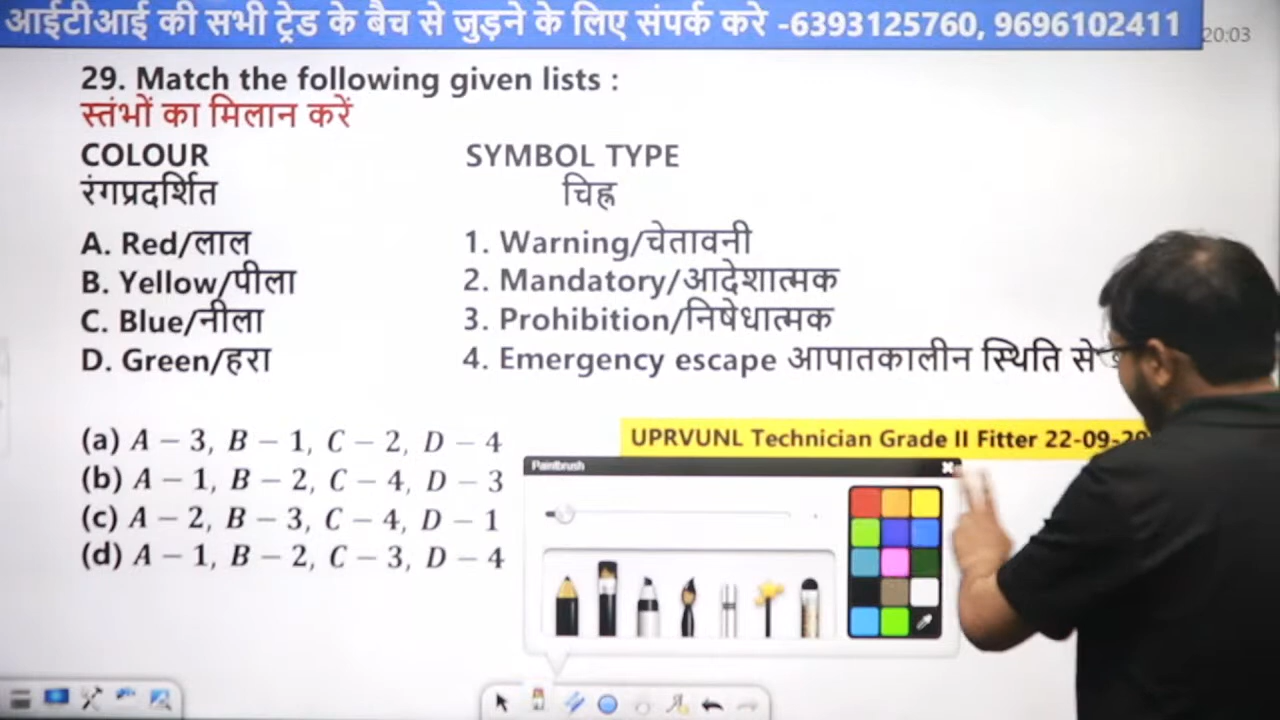 आईटीआई की सभी ट्रेड के बैच से जुड़ने के लिए संपर्क करे -6393125760, 9696102411
20:03
29. Match the following given lists :
स्तंभों का मिलान करें
COLOUR SYMBOL TYPE
रंगप्रदर्शित चिह्न
A. Red/लाल 1. Warning/चेतावनी
B. Yellow/पीला 2. Mandatory/आदेशात्मक
C. Blue/नीला 3. Prohibition/निषेधात्मक
D. Green/हरा 4. Emergency escape आपातकालीन स्थिति से
(a) A – 3, B – 1, C – 2, D – 4
UPRVUNL Technician Grade II Fitter 22-09-20
(b) A – 1, B – 2, C – 4, D – 3
(c) A – 2, B – 3, C – 4, D – 1
(d) A – 1, B – 2, C – 3, D – 4
Paintbrush